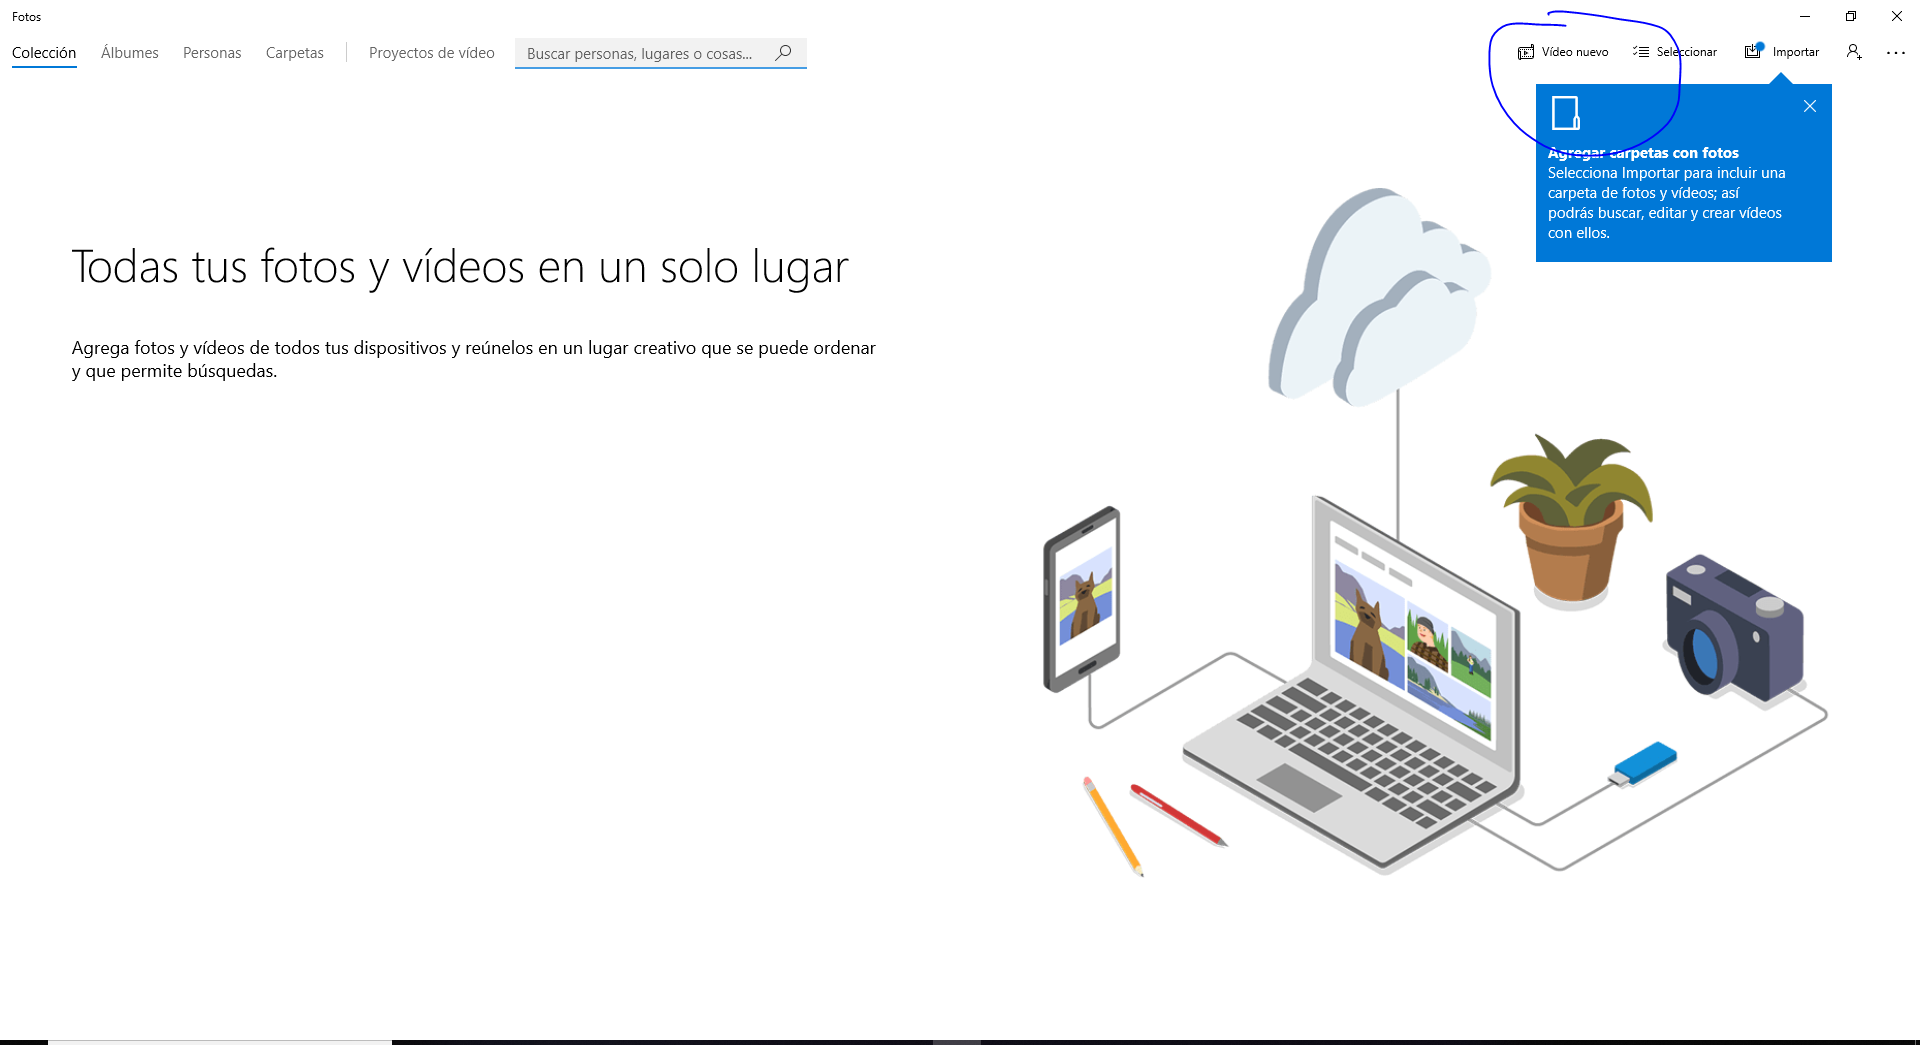 Fotos
Colección Álbumes Personas Carpetas Proyectos de vídeo Buscar personas, lugares o cosas... Vídeo nuevo Seleccionar Importar
Agregar carpetas con fotos
Selecciona Importar para incluir una
carpeta de fotos y vídeos; así
podrás buscar, editar y crear vídeos
con ellos.
Todas tus fotos y vídeos en un solo lugar
Agrega fotos y vídeos de todos tus dispositivos y reúnelos en un lugar creativo que se puede ordenar
y que permite búsquedas.